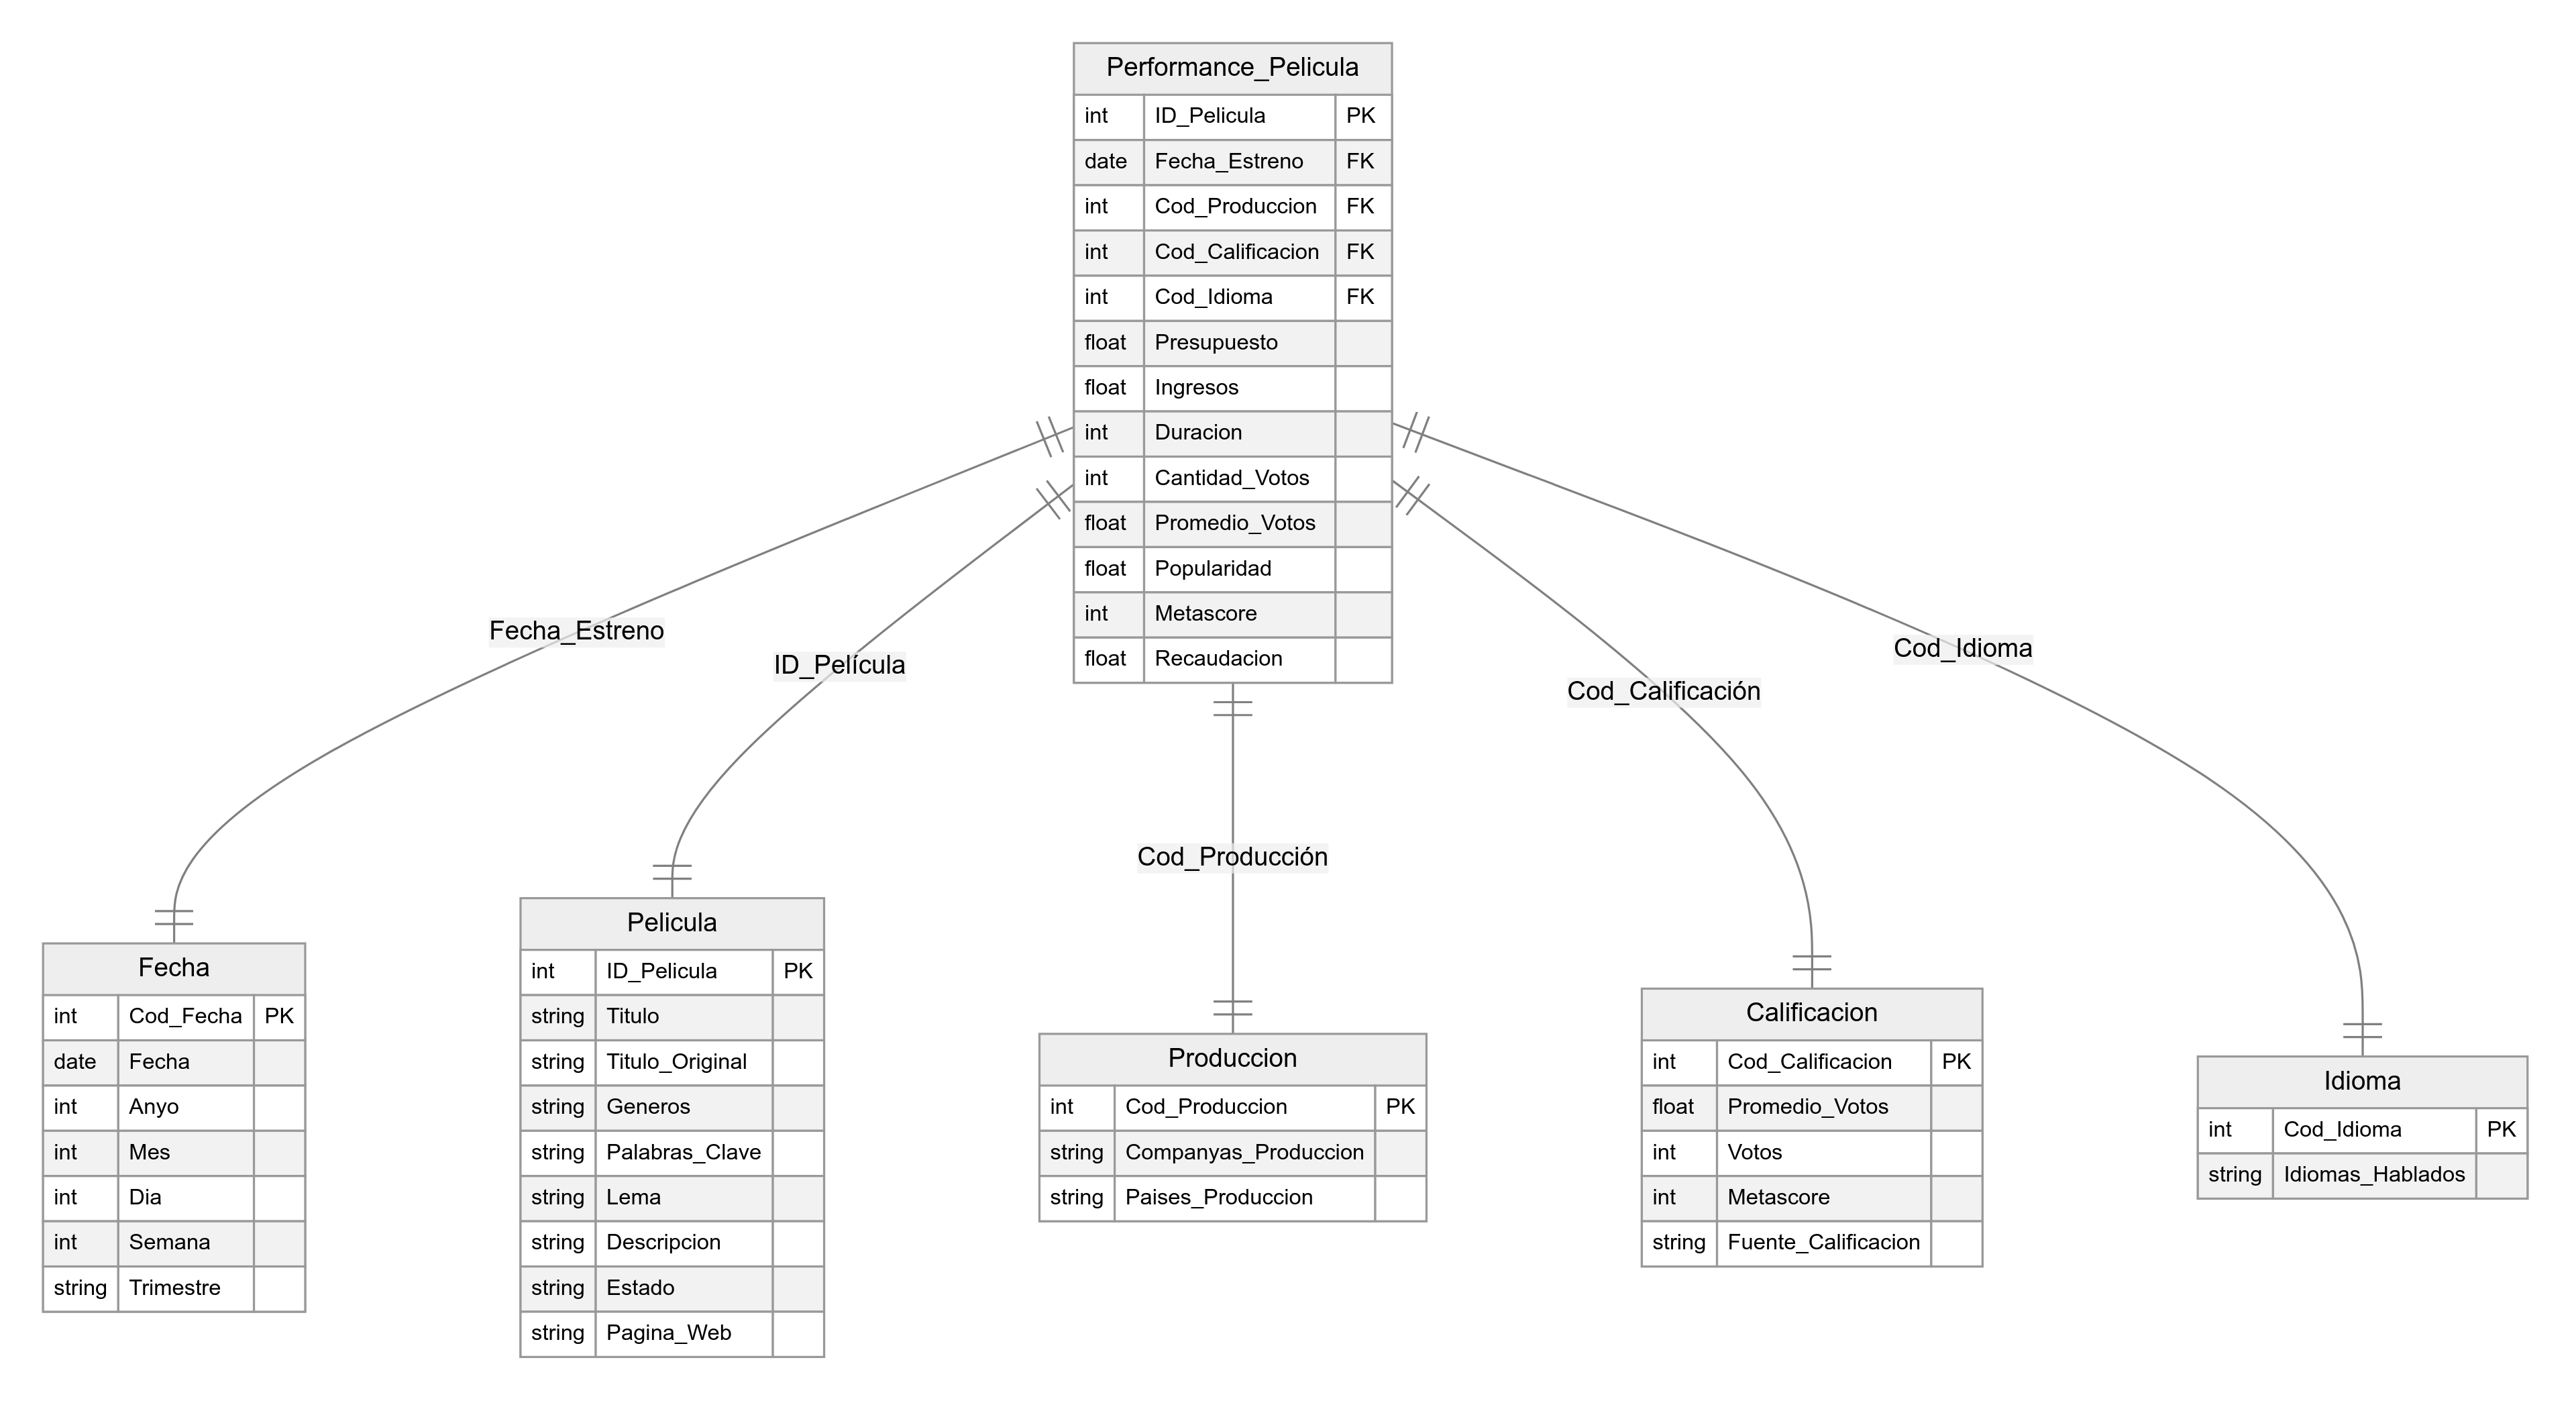 Performance_Pelicula
int ID_Pelicula PK
date Fecha_Estreno FK
int Cod_Produccion FK
int Cod_Calificacion FK
int Cod_Idioma FK
float Presupuesto
float Ingresos
int Duracion
int Cantidad_Votos
float Promedio_Votos
float Popularidad
int Metascore
float Recaudacion
Fecha_Estreno
ID_Película
Cod_Producción
Cod_Calificación
Cod_Idioma
Fecha
int Cod_Fecha PK
date Fecha
int Anyo
int Mes
int Dia
int Semana
string Trimestre
Pelicula
int ID_Pelicula PK
string Titulo
string Titulo_Original
string Generos
string Palabras_Clave
string Lema
string Descripcion
string Estado
string Pagina_Web
Produccion
int Cod_Produccion PK
string Companyas_Produccion
string Paises_Produccion
Calificacion
int Cod_Calificacion PK
float Promedio_Votos
int Votos
int Metascore
string Fuente_Calificacion
Idioma
int Cod_Idioma PK
string Idiomas_Hablados